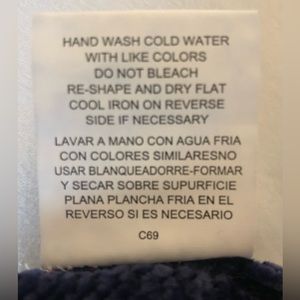 HAND WASH COLD WATER
WITH LIKE COLORS
DO NOT BLEACH
RE-SHAPE AND DRY FLAT
COOL IRON ON REVERSE
SIDE IF NECESSARY
LAVAR A MANO CON AGUA FRIA
CON COLORES SIMILARESNO
USAR BLANQUEADORRE-FORMAR
Y SECAR SOBRE SUPURFICIE
PLANA PLANCHA FRIA EN EL
REVERSO SI ES NECESARIO
C69